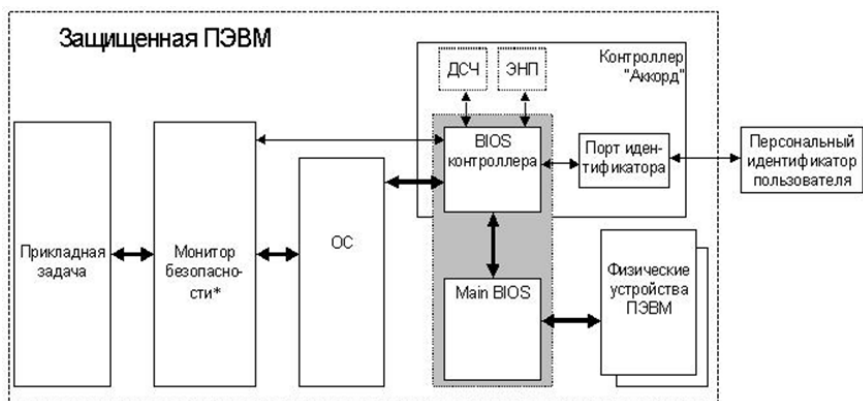 Защищенная ПЭВМ
Контроллер
"Аккорд"
ДСЧ
ЭНП
BIOS
контроллера
Порт иден-
тификатора
Персональный
идентификатор
пользователя
Прикладная
задача
Монитор
безопасно-
сти*
ОС
Main BIOS
Физические
устройства
ПЭВМ